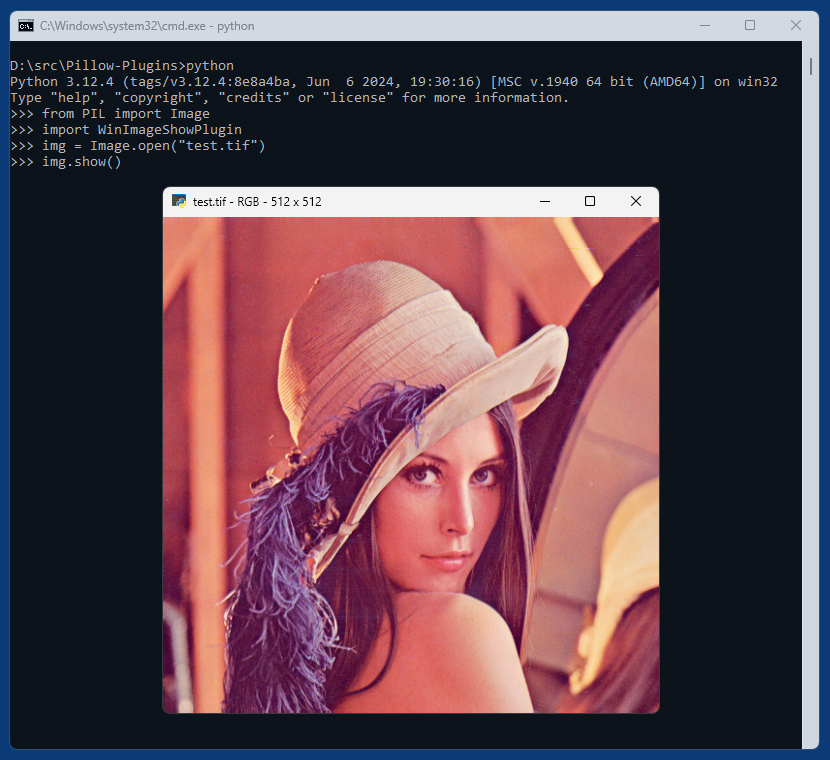 C:\Windows\system32\cmd.exe - python
D:\src\Pillow-Plugins>python
Python 3.12.4 (tags/v3.12.4:8e8a4ba, Jun  6 2024, 19:30:16) [MSC v.1940 64 bit (AMD64)] on win32
Type "help", "copyright", "credits" or "license" for more information.
>>> from PIL import Image
>>> import WinImageShowPlugin
>>> img = Image.open("test.tif")
>>> img.show()
test.tif - RGB - 512 x 512